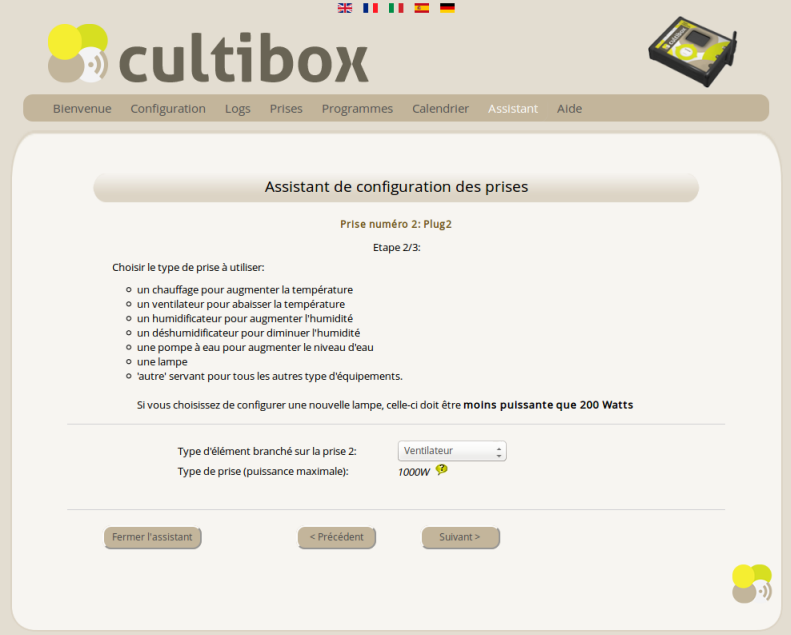 cultibox
Bienvenue Configuration Logs Prises Programmes Calendrier Assistant Aide
Assistant de configuration des prises
Prise numéro 2: Plug2
Etape 2/3:
Choisir le type de prise à utiliser:
un chauffage pour augmenter la température
un ventilateur pour abaisser la température
un humidificateur pour augmenter l'humidité
un déshumidificateur pour diminuer l'humidité
une pompe à eau pour augmenter le niveau d'eau
une lampe
'autre' servant pour tous les autres type d'équipements.
Si vous choisissez de configurer une nouvelle lampe, celle-ci doit être moins puissante que 200 Watts
Type d'élément branché sur la prise 2: Ventilateur
Type de prise (puissance maximale): 1000W ?
Fermer l'assistant < Précédent Suivant >